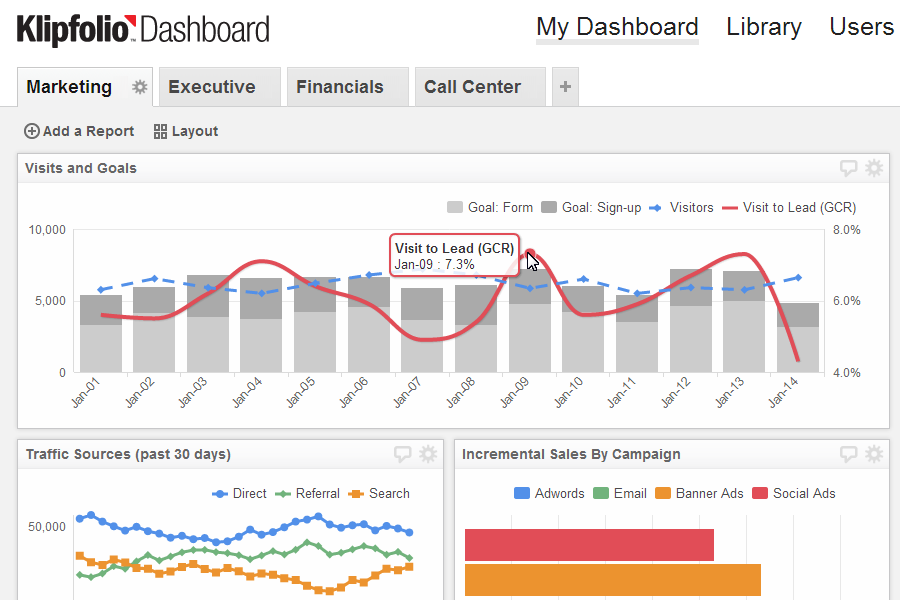 Klipfolio™ Dashboard
My Dashboard Library Users
Marketing Executive Financials Call Center +
Add a Report Layout
Visits and Goals
Goal: Form Goal: Sign-up Visitors Visit to Lead (GCR)
10,000 8.0%
Visit to Lead (GCR)
Jan-09 : 7.3%
5,000 6.0%
0 4.0%
Jan-01 Jan-02 Jan-03 Jan-04 Jan-05 Jan-06 Jan-07 Jan-08 Jan-09 Jan-10 Jan-11 Jan-12 Jan-13 Jan-14
Traffic Sources (past 30 days) Incremental Sales By Campaign
Direct Referral Search Adwords Email Banner Ads Social Ads
50,000